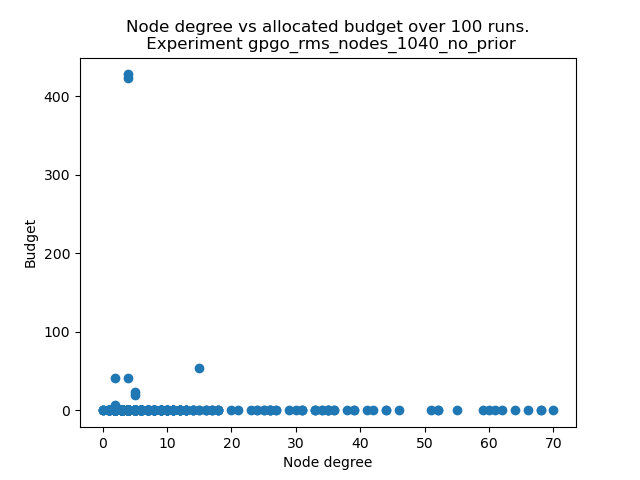 Node degree vs allocated budget over 100 runs.
Experiment gpgo_rms_nodes_1040_no_prior
400
300
200
100
0
Budget
0 10 20 30 40 50 60 70
Node degree